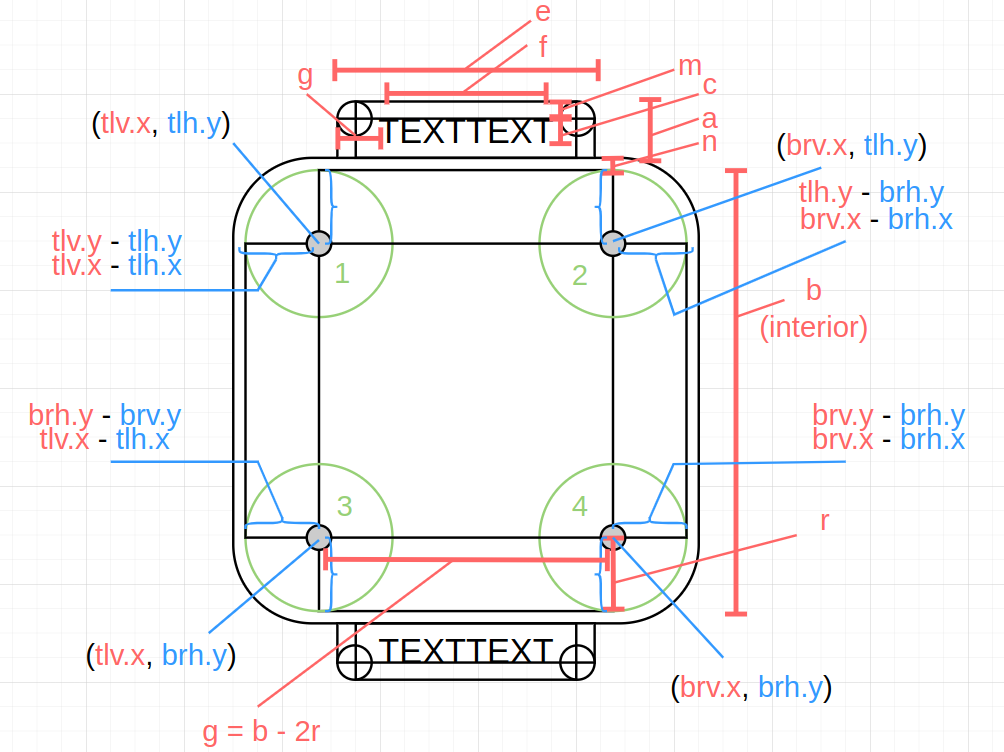 e
f
g
m
c
a
n
(tlv.x, tlh.y)
TEXTTEXT
(brv.x, tlh.y)
tlh.y - brh.y
brv.x - brh.x
tlv.y - tlh.y
tlv.x - tlh.x
1
2
b
(interior)
brh.y - brv.y
tlv.x - tlh.x
brv.y - brh.y
brv.x - brh.x
3
4
r
(tlv.x, brh.y)
TEXTTEXT
(brv.x, brh.y)
g = b - 2r